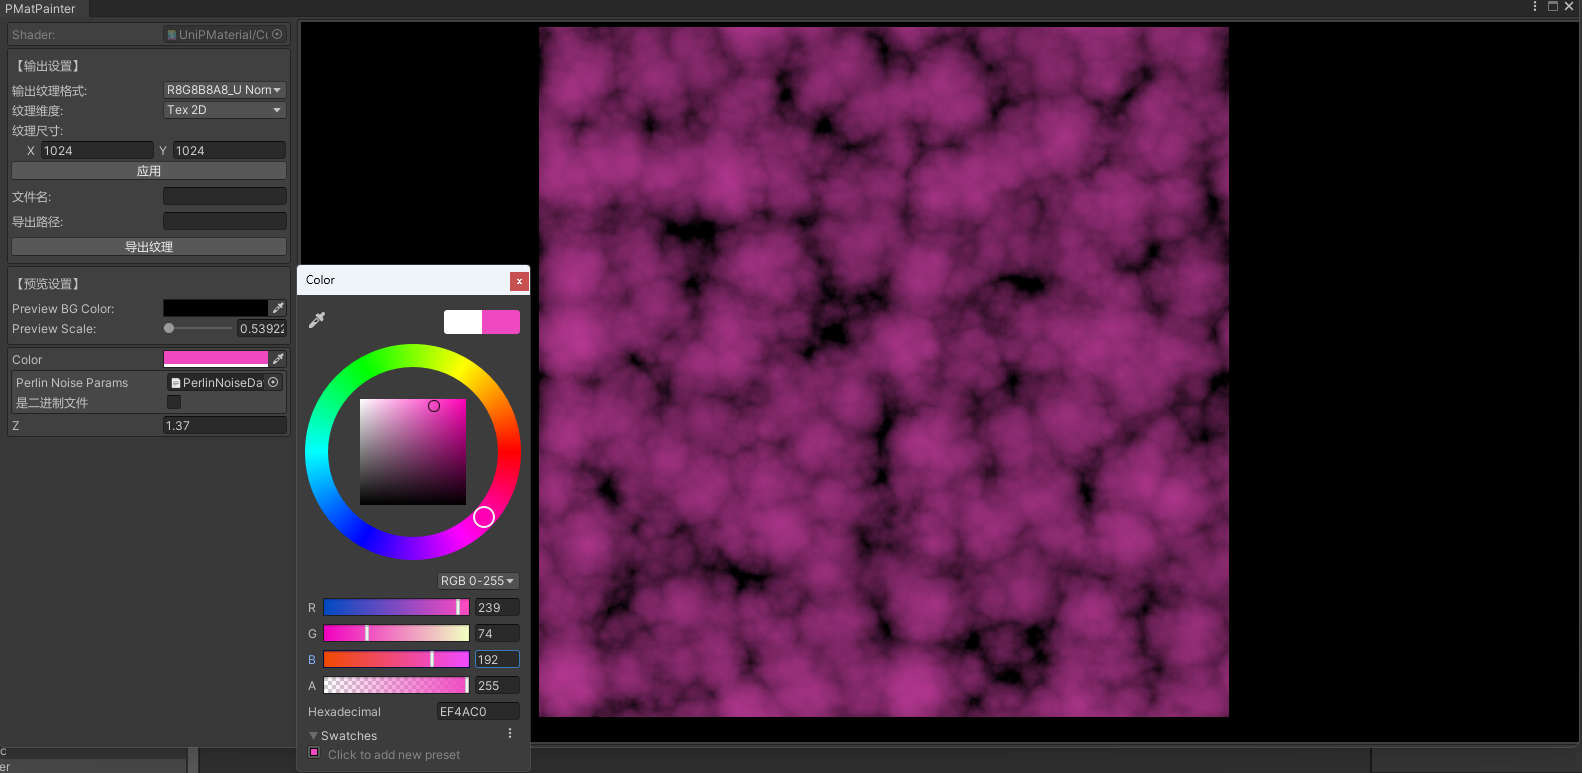 PMatPainter
Shader:
UniPMaterial/Cu
【输出设置】
输出纹理格式:
R8G8B8A8_U Norn
纹理维度:
Tex 2D
纹理尺寸:
X 1024 Y 1024
应用
文件名:
导出路径:
导出纹理
【预览设置】
Preview BG Color:
Preview Scale:
0.53922
Color
Perlin Noise Params
PerlinNoiseDa
是二进制文件
Z
1.37
Color
x
RGB 0-255
R 239
G 74
B 192
A 255
Hexadecimal
EF4AC0
Swatches
Click to add new preset
c
er